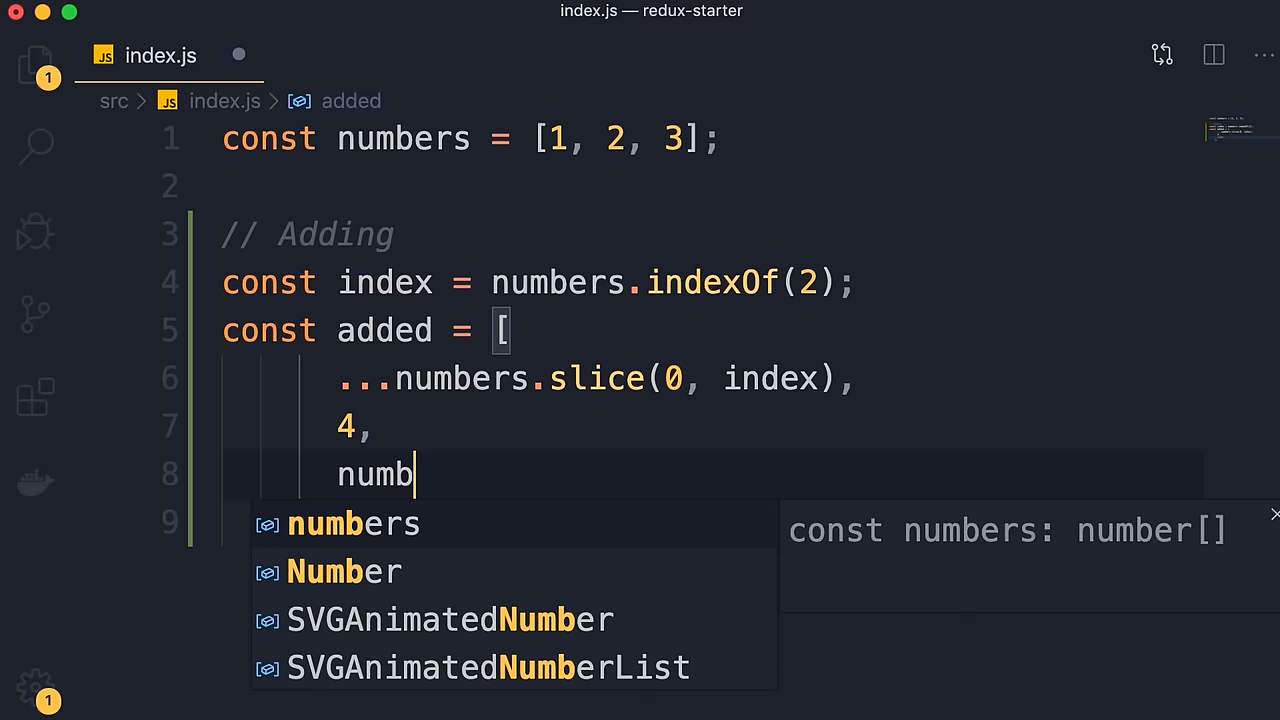 index.js — redux-starter
JS index.js
1
src > JS index.js > added
1 const numbers = [1, 2, 3];
2
3 // Adding
4 const index = numbers.indexOf(2);
5 const added = [
6 ...numbers.slice(0, index),
7 4,
8 numb
9
numbers
const numbers: number[]
Number
SVGAnimatedNumber
SVGAnimatedNumberList
1